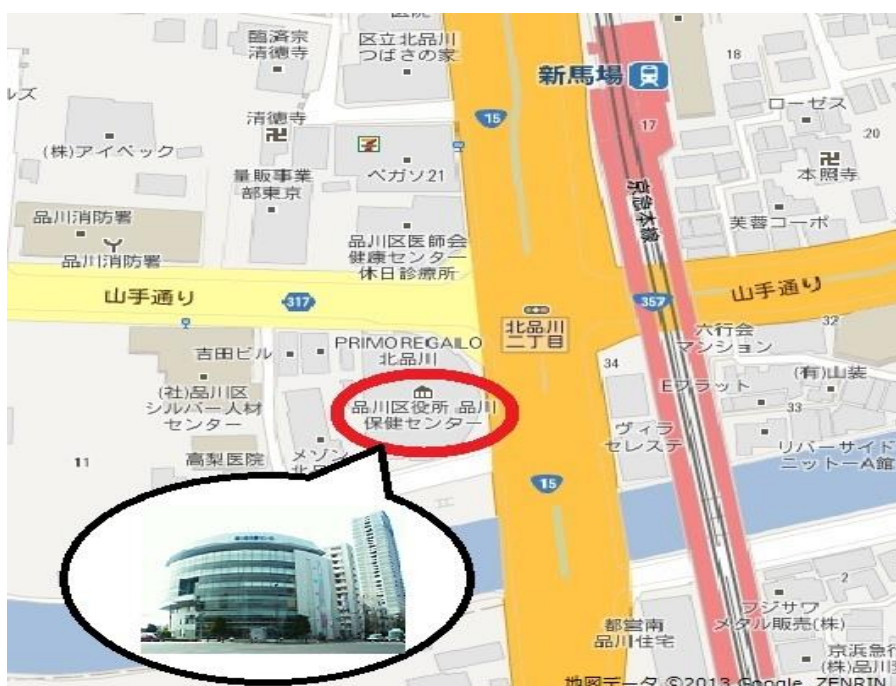 臨済宗
清徳寺
区立北品川
つばさの家
新馬場
18
ローゼス
20
本照寺
芙蓉コーポ
17
15
(株)アイベック
清徳寺
量販事業
部東京
ペガソ21
品川消防署
品川消防署
品川区医師会
健康センター
休日診療所
京急本線
山手通り
317
357
山手通り
北品川
二丁目
吉田ビル
PRIMOREGALO
北品川
六行会
マンション
32
34
Eフラット
(有)山装
33
(社)品川区
シルバー人材
センター
品川区役所 品川
保健センター
ヴィラ
セレステ
リバーサイド
ニットーA館
11
高梨医院
メゾン
15
2
フジサワ
メタル販売(株)
都営南
品川住宅
京浜急行
(株)品川
地図データ ©2013 Google, ZENRIN